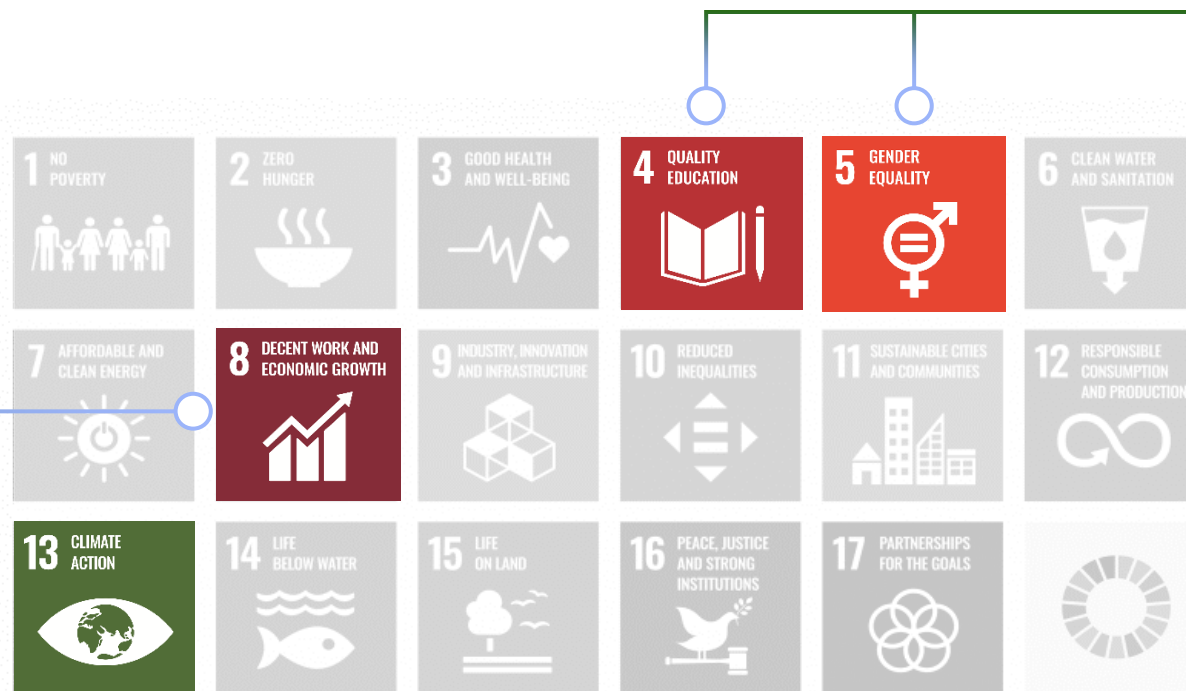 1 NO
POVERTY
2 ZERO
HUNGER
3 GOOD HEALTH
AND WELL-BEING
4 QUALITY
EDUCATION
5 GENDER
EQUALITY
6 CLEAN WATER
AND SANITATION
7 AFFORDABLE AND
CLEAN ENERGY
8 DECENT WORK AND
ECONOMIC GROWTH
9 INDUSTRY, INNOVATION
AND INFRASTRUCTURE
10 REDUCED
INEQUALITIES
11 SUSTAINABLE CITIES
AND COMMUNITIES
12 RESPONSIBLE
CONSUMPTION
AND PRODUCTION
13 CLIMATE
ACTION
14 LIFE
BELOW WATER
15 LIFE
ON LAND
16 PEACE, JUSTICE
AND STRONG
INSTITUTIONS
17 PARTNERSHIPS
FOR THE GOALS